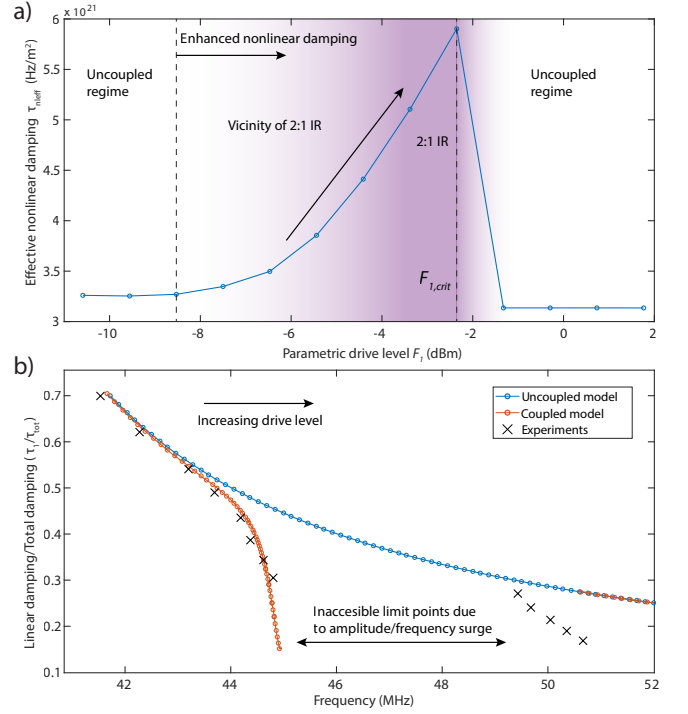 a)
× 10²¹
Effective nonlinear damping τnleff (Hz/m²)
6
5.5
5
4.5
4
3.5
3
Uncoupled
regime
Enhanced nonlinear damping
Vicinity of 2:1 IR
2:1 IR
F1,crit
Uncoupled
regime
-10 -8 -6 -4 -2 0 2
Parametric drive level F1 (dBm)
b)
Linear damping/Total damping (τ1/τtot)
0.7
0.6
0.5
0.4
0.3
0.2
0.1
Increasing drive level
Uncoupled model
Coupled model
Experiments
Inaccesible limit points due
to amplitude/frequency surge
42 44 46 48 50 52
Frequency (MHz)